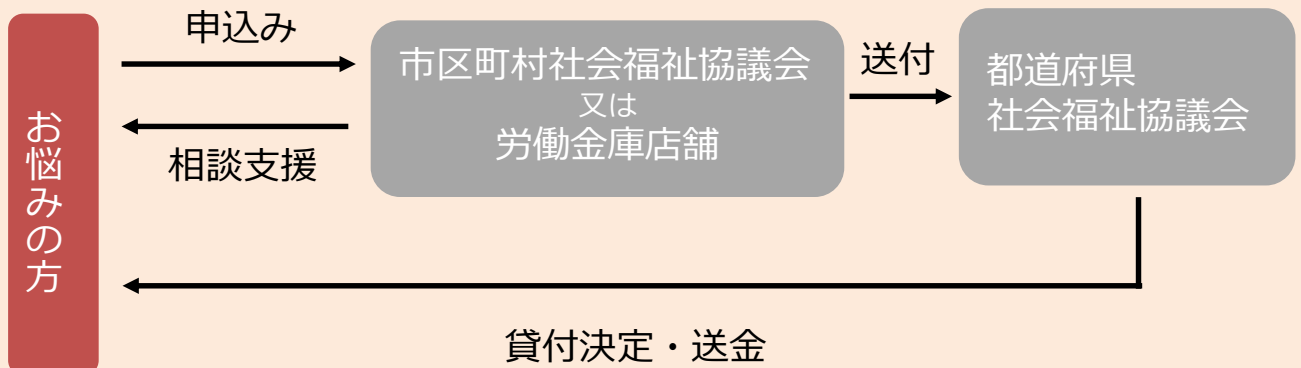 お悩みの方
申込み
相談支援
市区町村社会福祉協議会
又は
労働金庫店舗
送付
都道府県
社会福祉協議会
貸付決定・送金